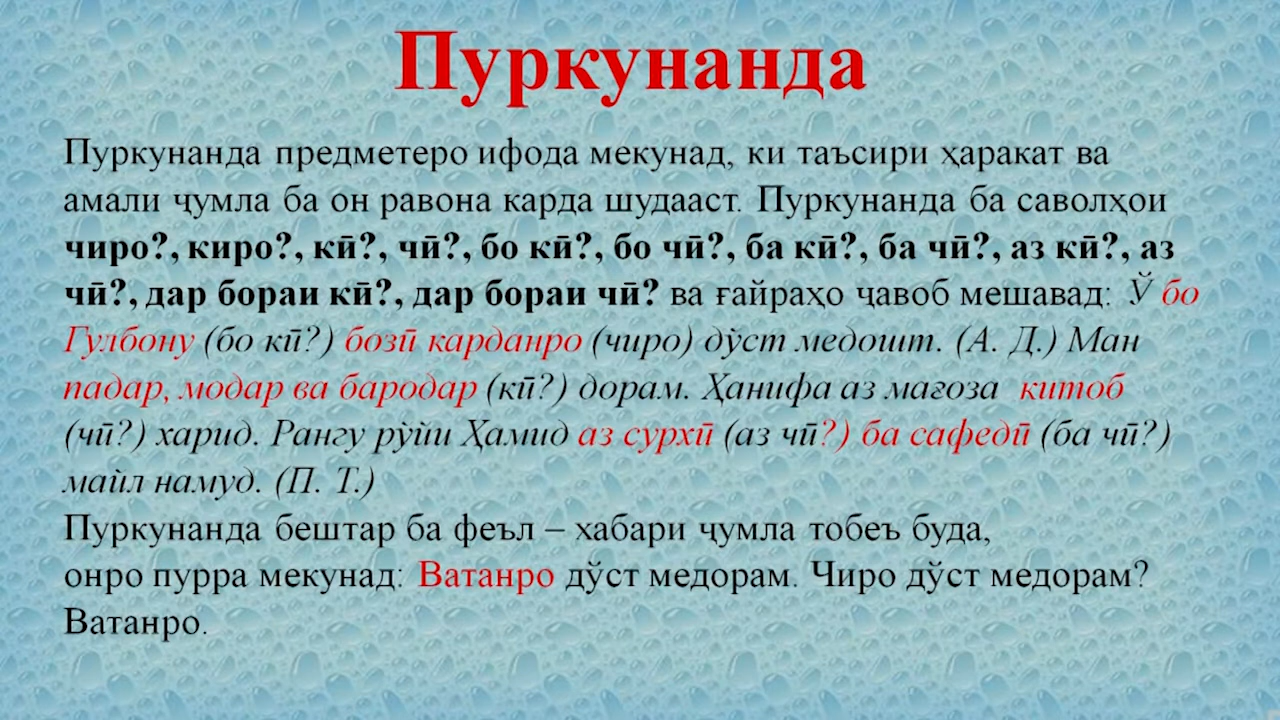 Пуркунанда
Пуркунанда предметеро ифода мекунад, ки таъсири ҳаракат ва
амали ҷумла ба он равона карда шудааст. Пуркунанда ба саволҳои
чиро?, киро?, кӣ?, чӣ?, бо кӣ?, бо чӣ?, ба кӣ?, ба чӣ?, аз кӣ?, аз
чӣ?, дар бораи кӣ?, дар бораи чӣ? ва ғайраҳо ҷавоб мешавад: Ӯ бо
Гулбону (бо кӣ?) бозӣ карданро (чиро) дӯст медошт. (А. Д.) Ман
падар, модар ва бародар (кӣ?) дорам. Ҳанифа аз мағоза китоб
(чӣ?) харид. Рангу рӯйи Ҳамид аз сурхӣ (аз чӣ?) ба сафедӣ (ба чӣ?)
майл намуд. (П. Т.)
Пуркунанда бештар ба феъл – хабари ҷумла тобеъ буда,
онро пурра мекунад: Ватанро дӯст медорам. Чиро дӯст медорам?
Ватанро.